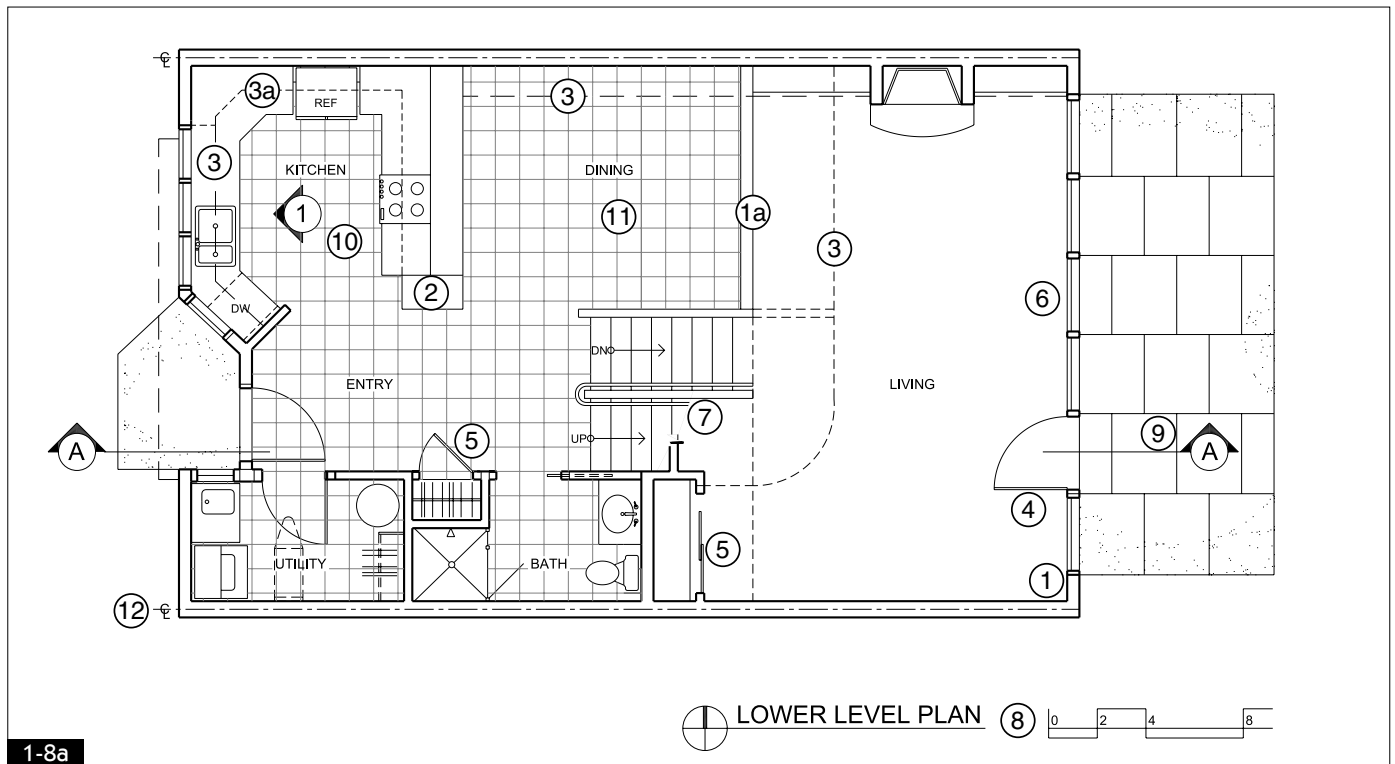 ℄
3a
REF
3
3
KITCHEN
DINING
1
10
11
1a
3
2
DW
6
DN
ENTRY
LIVING
7
UP
5
9
A
A
4
5
UTILITY
BATH
1
12
℄
LOWER LEVEL PLAN
8
0 2 4 8
1-8a